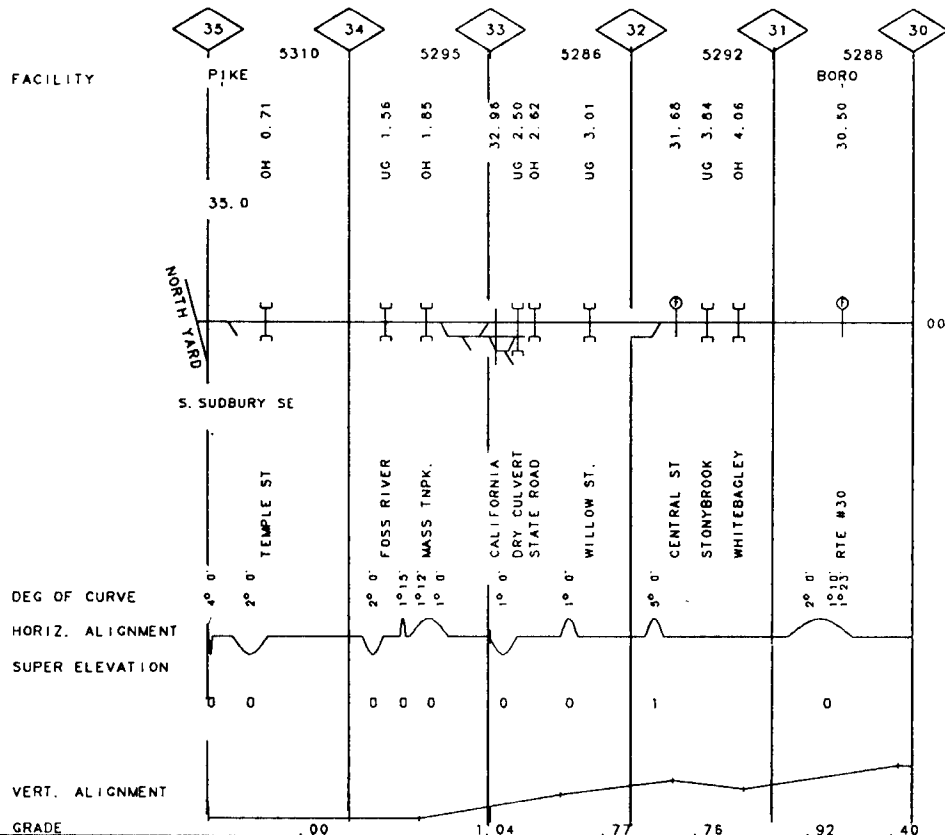 35 34 33 32 31 30
5310 5295 5286 5292 5288
FACILITY PIKE BORO
OH 0.71
UG 1.56
OH 1.85
32.98
UG 2.50
OH 2.62
UG 3.01
31.68
UG 3.84
OH 4.06
30.50
35.0
NORTH YARD
P
F
00
S. SUDBURY SE
TEMPLE ST
FOSS RIVER
MASS TNPK.
CALIFORNIA
DRY CULVERT
STATE ROAD
WILLOW ST.
CENTRAL ST
STONYBROOK
WHITEBAGLEY
RTE #30
DEG OF CURVE
4° 0'
2° 0'
2° 0'
1°15'
1°12'
1° 0'
1° 0'
1° 0'
5° 0'
2° 0'
1°10'
1°23'
HORIZ. ALIGNMENT
SUPER ELEVATION
0 0 0 0 0 0 0 1 0
VERT. ALIGNMENT
GRADE .00 1.04 .77 .76 .92 .40